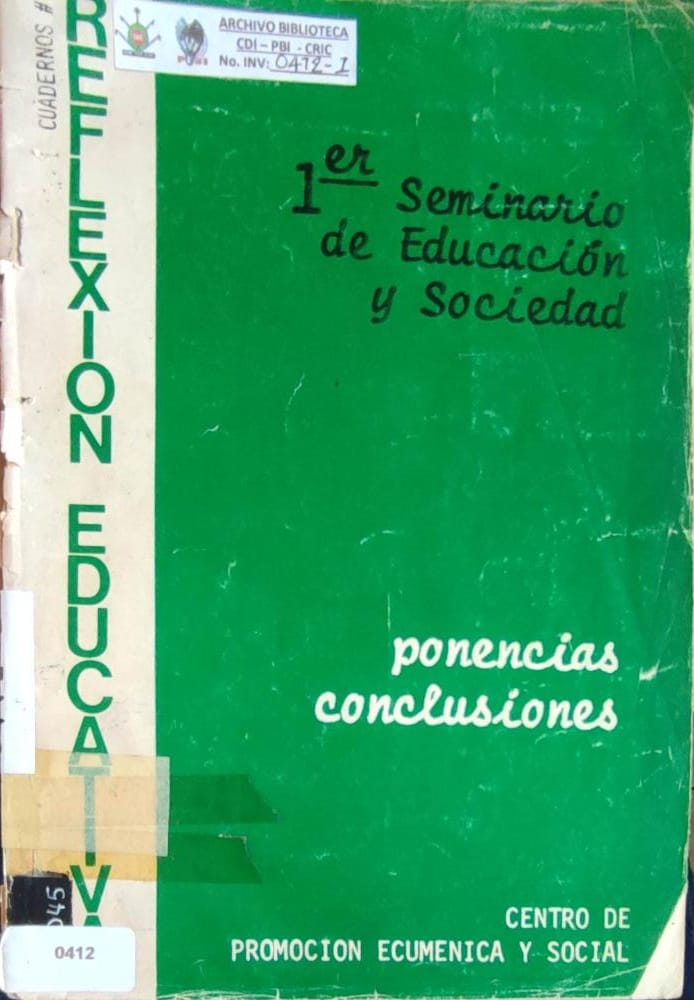 CUADERNOS #
REFLEXION EDUCATIVA
ARCHIVO BIBLIOTECA
CDI – PBI - CRIC
No. INV: 0412-1
1er Seminario
de Educación
y Sociedad
ponencias
conclusiones
CENTRO DE
PROMOCION ECUMENICA Y SOCIAL
045
0412